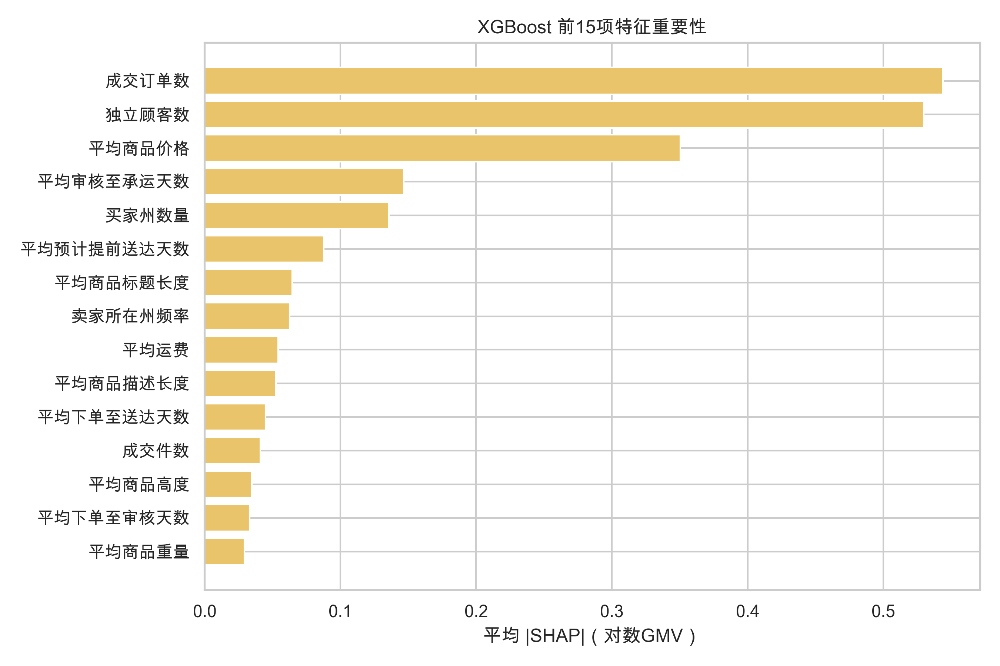 XGBoost 前15项特征重要性
成交订单数
独立顾客数
平均商品价格
平均审核至承运天数
买家州数量
平均预计提前送达天数
平均商品标题长度
卖家所在州频率
平均运费
平均商品描述长度
平均下单至送达天数
成交件数
平均商品高度
平均下单至审核天数
平均商品重量
0.0 0.1 0.2 0.3 0.4 0.5
平均 |SHAP| ( 对数GMV )